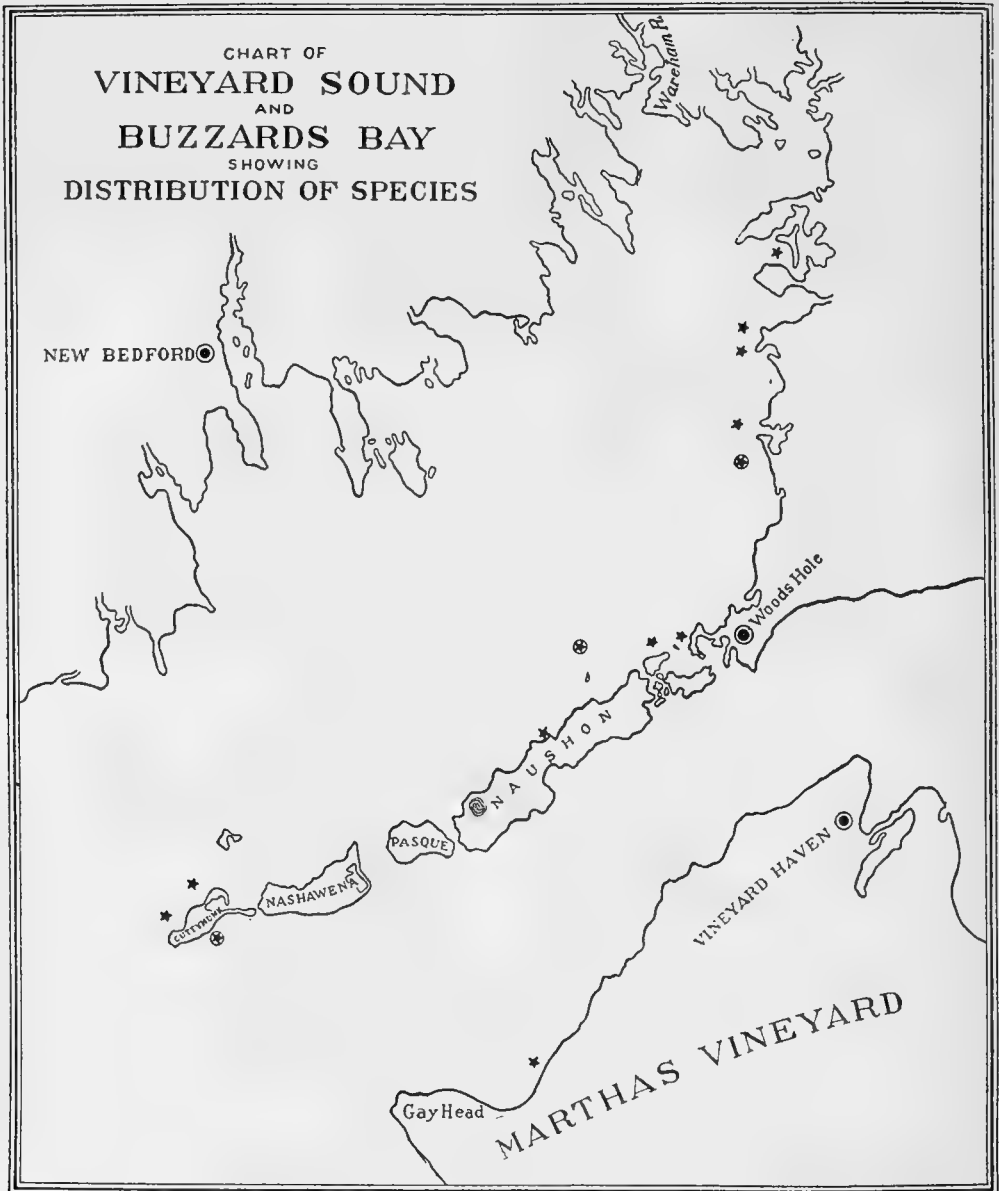 CHART OF
VINEYARD SOUND
AND
BUZZARDS BAY
SHOWING
DISTRIBUTION OF SPECIES
Wareham R.
NEW BEDFORD
Woods Hole
NAUSHON
PASQUE
NASHAWENA
CUTTYHUNK
VINEYARD HAVEN
MARTHAS VINEYARD
Gay Head